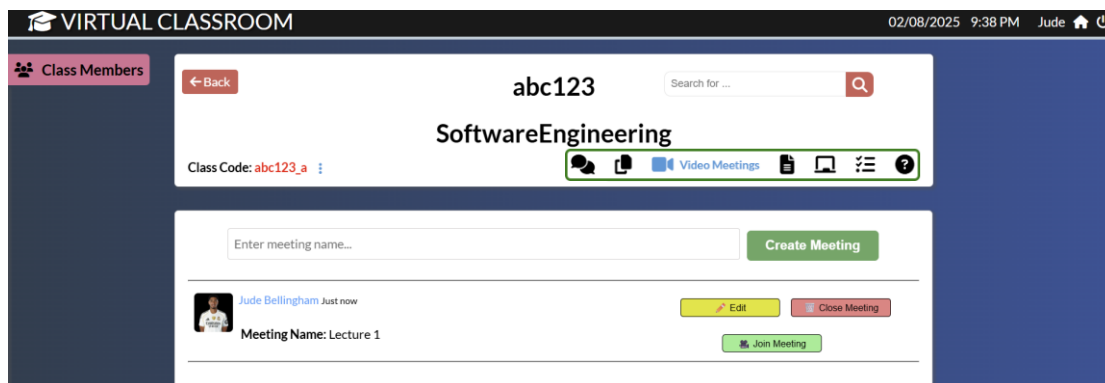 VIRTUAL CLASSROOM 02/08/2025 9:38 PM Jude
Class Members
Back
abc123
Search for ...
SoftwareEngineering
Class Code: abc123_a
Video Meetings
Enter meeting name...
Create Meeting
Jude Bellingham Just now
Edit
Close Meeting
Meeting Name: Lecture 1
Join Meeting